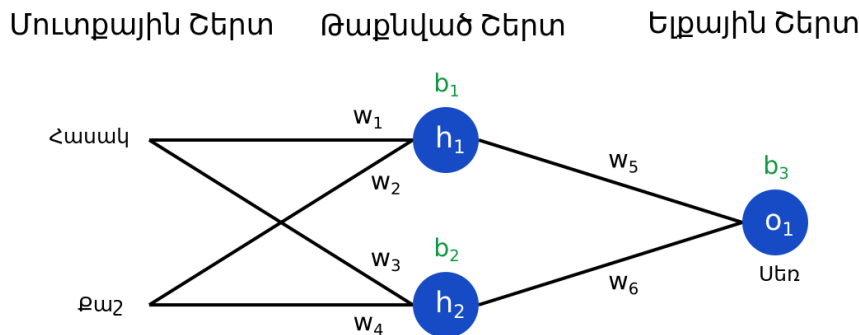 Մուտքային Շերտ
Թաքնված Շերտ
Ելքային Շերտ
b₁
Հասակ
w₁
h₁
w₂
w₅
b₃
o₁
w₃
b₂
Սեռ
Քաշ
w₄
h₂
w₆